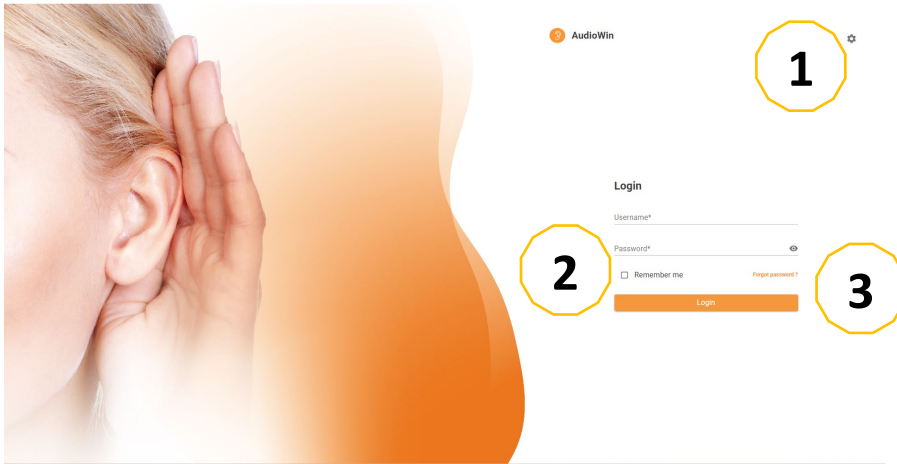 AudioWin
1
Login
Username*
Password*
2
Remember me
Forgot password ?
3
Login